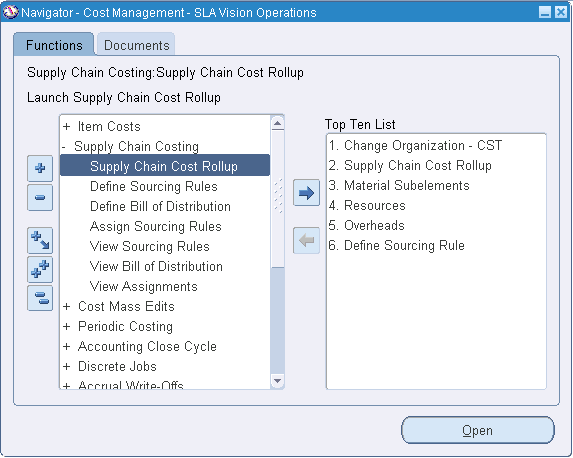 Navigator - Cost Management - SLA Vision Operations
Functions
Documents
Supply Chain Costing:Supply Chain Cost Rollup
Launch Supply Chain Cost Rollup
+ Item Costs
- Supply Chain Costing
Supply Chain Cost Rollup
Define Sourcing Rules
Define Bill of Distribution
Assign Sourcing Rules
View Sourcing Rules
View Bill of Distribution
View Assignments
+ Cost Mass Edits
+ Periodic Costing
+ Accounting Close Cycle
+ Discrete Jobs
+ Accrual Write-Offs
Top Ten List
1. Change Organization - CST
2. Supply Chain Cost Rollup
3. Material Subelements
4. Resources
5. Overheads
6. Define Sourcing Rule
Open